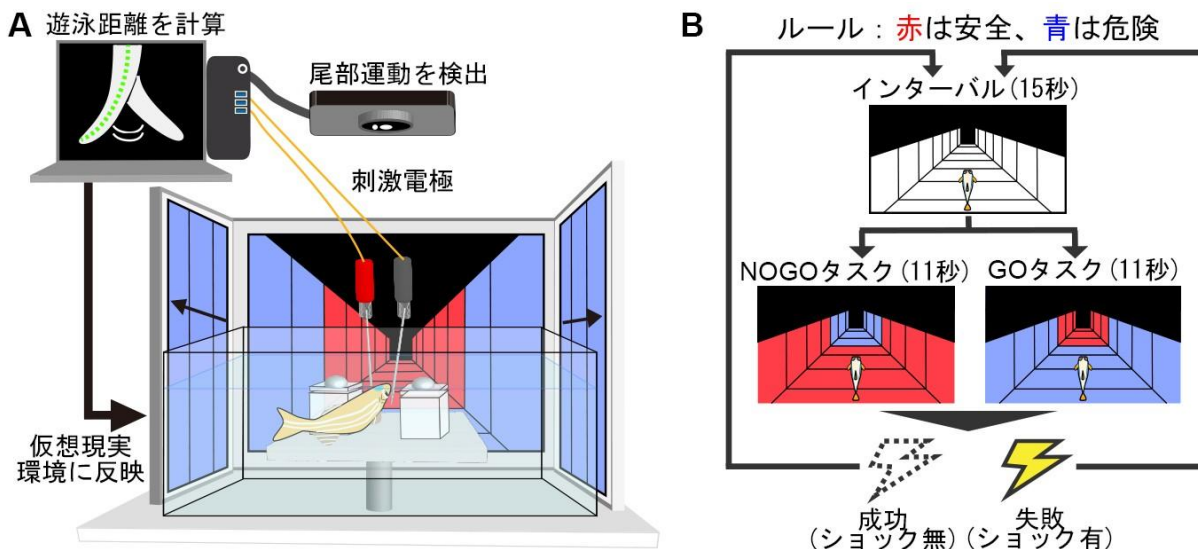 A
遊泳距離を計算
尾部運動を検出
刺激電極
仮想現実
環境に反映
B
ルール：赤は安全、青は危険
インターバル(15秒)
NOGOタスク(11秒)
GOタスク(11秒)
成功
(ショック無)
失敗
(ショック有)